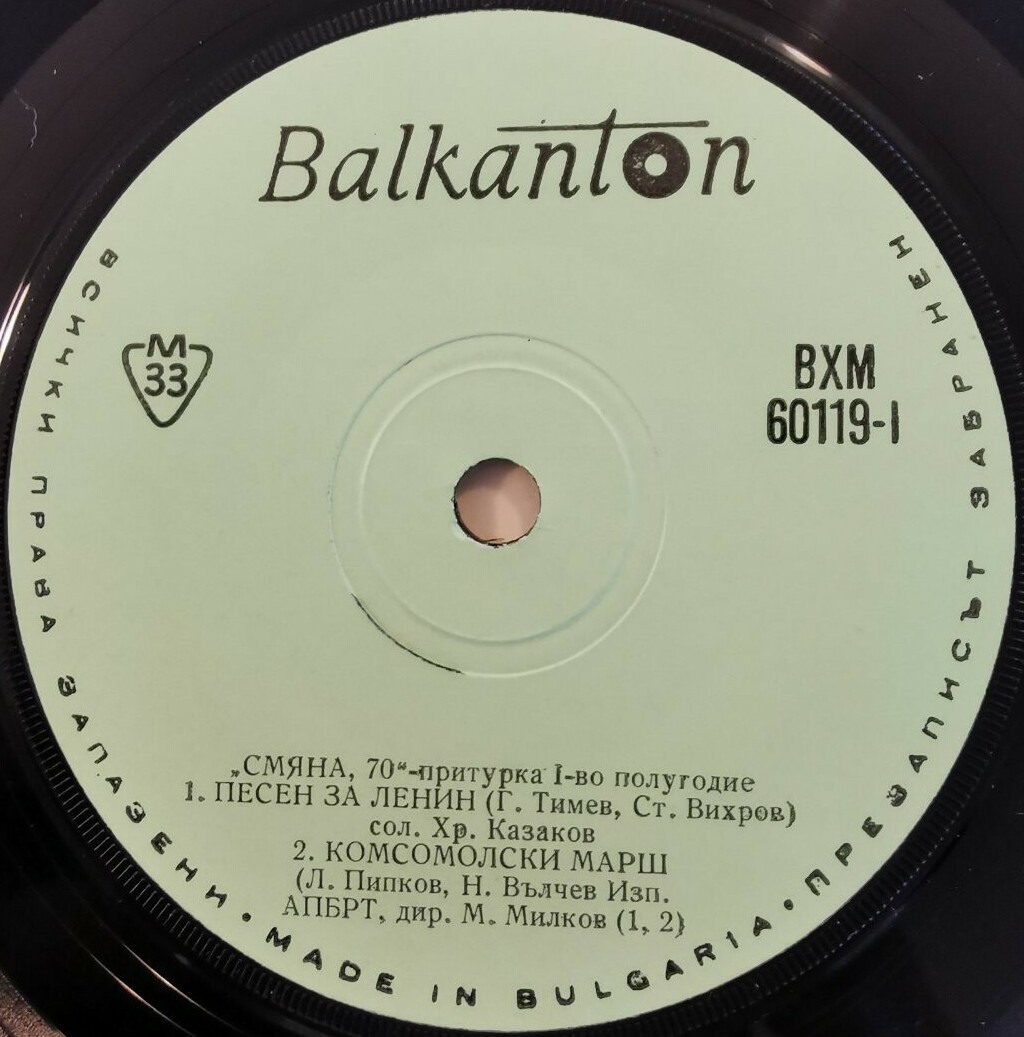 Balkanton
М
33
ВХМ
60119-I
„СМЯНА, 70“-притурка I-во полугодие
1. ПЕСЕН ЗА ЛЕНИН (Г. Тимев, Ст. Вихров)
сол. Хр. Казаков
2. КОМСОМОЛСКИ МАРШ
(Л. Пипков, Н. Вълчев Изп.
АПБРТ, дир. М. Милков (1, 2)
ВСИЧКИ ПРАВА ЗАПАЗЕНИ • MADE IN BULGARIA • ПРЕЗАПИСЪТ ЗАБРАНЕН